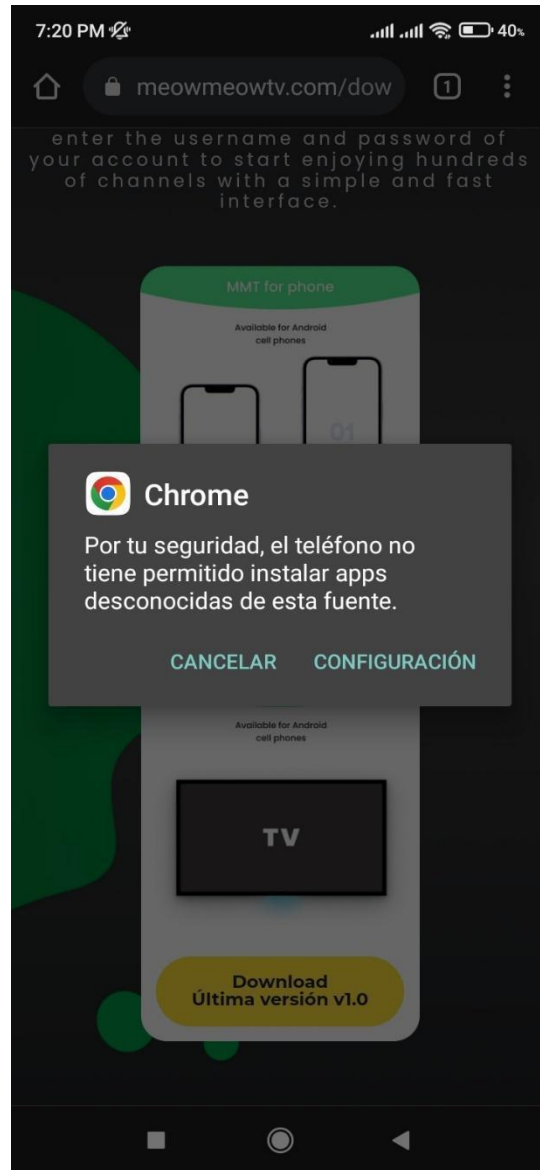 7:20 PM
40%
meowmeowtv.com/dow
1
enter the username and password of
your account to start enjoying hundreds
of channels with a simple and fast
interface.
MMT for phone
Available for Android
cell phones
01
Chrome
Por tu seguridad, el teléfono no
tiene permitido instalar apps
desconocidas de esta fuente.
CANCELAR CONFIGURACIÓN
Available for Android
cell phones
TV
Download
Última versión v1.0